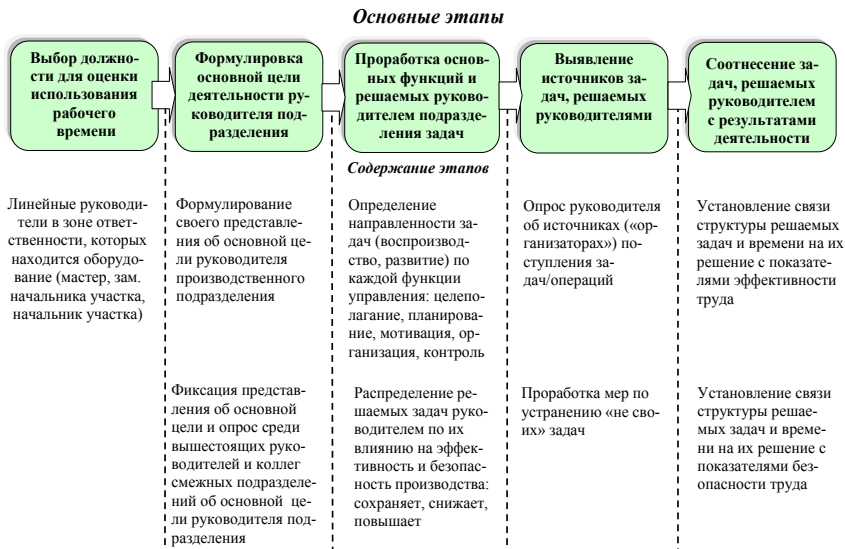 Основные этапы
Выбор должно-
сти для оценки
использования
рабочего
времени
Формулировка
основной цели
деятельности ру-
ководителя под-
разделения
Проработка основ-
ных функций и
решаемых руково-
дителем подразде-
ления задач
Выявление
источников за-
дач, решаемых
руководителями
Соотнесение за-
дач, решаемых
руководителем
с результатами
деятельности
Содержание этапов
Линейные руководи-
тели в зоне ответ-
ственности, которых
находится оборудо-
вание (мастер, зам.
начальника участка,
начальник участка)
Формулирование
своего представле-
ния об основной це-
ли руководителя
производственного
подразделения
Определение
направленности за-
дач (воспроизвод-
ство, развитие) по
каждой функции
управления: целепо-
лагание, планирова-
ние, мотивация, ор-
ганизация, контроль
Опрос руководителя
об источниках («ор-
ганизаторах») по-
ступления за-
дач/операций
Установление связи
структуры решаемых
задач и времени на их
решение с показате-
лями эффективности
труда
Фиксация представ-
ления об основной
цели и опрос среди
вышестоящих руко-
водителей и коллег
смежных подразделе-
ний об основной це-
ли руководителя под-
разделения
Распределение ре-
шаемых задач руко-
водителем по их
влиянию на эффек-
тивность и безопас-
ность производства:
сохраняет, снижает,
повышает
Проработка мер по
устранению «не сво-
их» задач
Установление связи
структуры решае-
мых задач и време-
ни на их решение с
показателями без-
опасности труда